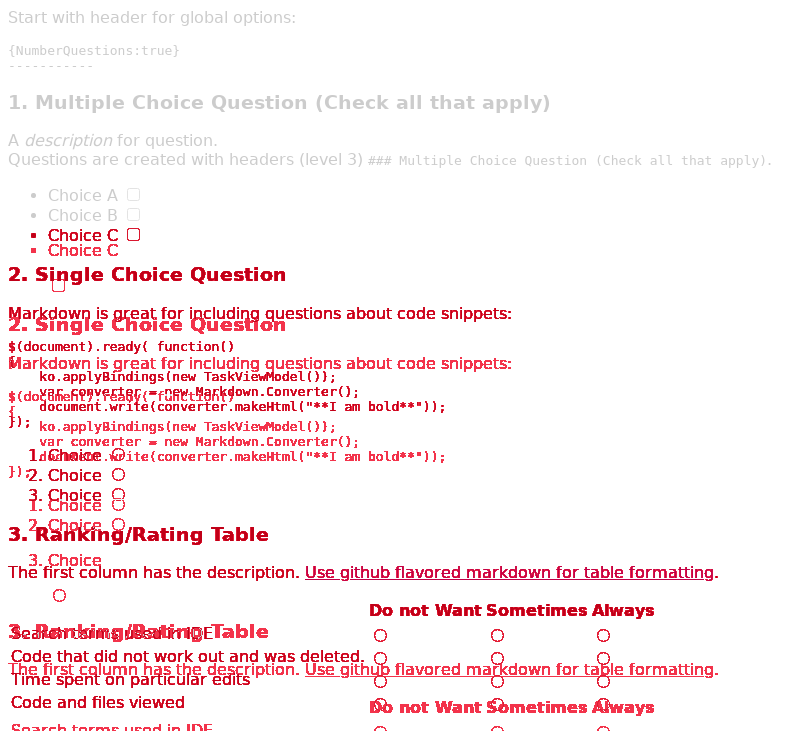 Start with header for global options:
{NumberQuestions:true}
-----------
1. Multiple Choice Question (Check all that apply)
A description for question.
Questions are created with headers (level 3) ### Multiple Choice Question (Check all that apply).
Choice A
Choice B
Choice C
Choice C
2. Single Choice Question
Markdown is great for including questions about code snippets:
2. Single Choice Question
$(document).ready( function()
{
Markdown is great for including questions about code snippets:
ko.applyBindings(new TaskViewModel());
var converter = new Markdown.Converter();
$(document).ready( function()
document.write(converter.makeHtml("**I am bold**"));
{
});
ko.applyBindings(new TaskViewModel());
var converter = new Markdown.Converter();
1. Choice
document.write(converter.makeHtml("**I am bold**"));
});
2. Choice
3. Choice
1. Choice
2. Choice
3. Ranking/Rating Table
3. Choice
The first column has the description. Use github flavored markdown for table formatting.
Do not Want Sometimes Always
3. Ranking/Rating Table
Search terms used in IDE
Code that did not work out and was deleted.
The first column has the description. Use github flavored markdown for table formatting.
Time spent on particular edits
Code and files viewed
Do not Want Sometimes Always
Search terms used in IDE